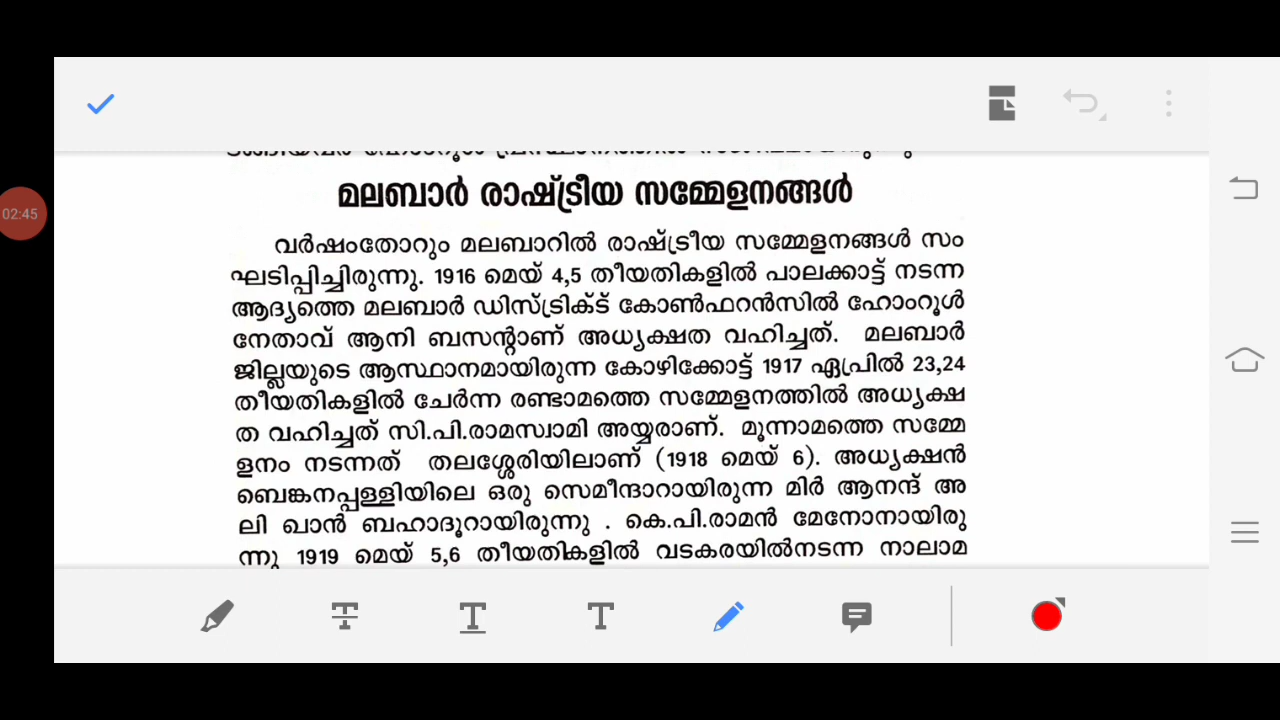 02:45
മലബാർ രാഷ്ട്രീയ സമ്മേളനങ്ങൾ
വർഷംതോറും മലബാറിൽ രാഷ്ട്രീയ സമ്മേളനങ്ങൾ സം
ഘടിപ്പിച്ചിരുന്നു. 1916 മെയ് 4,5 തീയതികളിൽ പാലക്കാട്ട് നടന്ന
ആദ്യത്തെ മലബാർ ഡിസ്ട്രിക്ട് കോൺഫറൻസിൽ ഹോംറൂൾ
നേതാവ് ആനി ബസന്റാണ് അധ്യക്ഷത വഹിച്ചത്. മലബാർ
ജില്ലയുടെ ആസ്ഥാനമായിരുന്ന കോഴിക്കോട്ട് 1917 ഏപ്രിൽ 23,24
തീയതികളിൽ ചേർന്ന രണ്ടാമത്തെ സമ്മേളനത്തിൽ അധ്യക്ഷ
ത വഹിച്ചത് സി.പി.രാമസ്വാമി അയ്യരാണ്. മൂന്നാമത്തെ സമ്മേ
ളനം നടന്നത് തലശ്ശേരിയിലാണ് (1918 മെയ് 6). അധ്യക്ഷൻ
ബെങ്കനപ്പള്ളിയിലെ ഒരു സെമീന്ദാറായിരുന്ന മിർ ആനന്ദ് അ
ലി ഖാൻ ബഹാദൂറായിരുന്നു . കെ.പി.രാമൻ മേനോനായിരു
ന്നു 1919 മെയ് 5,6 തീയതികളിൽ വടകരയിൽനടന്ന നാലാമ